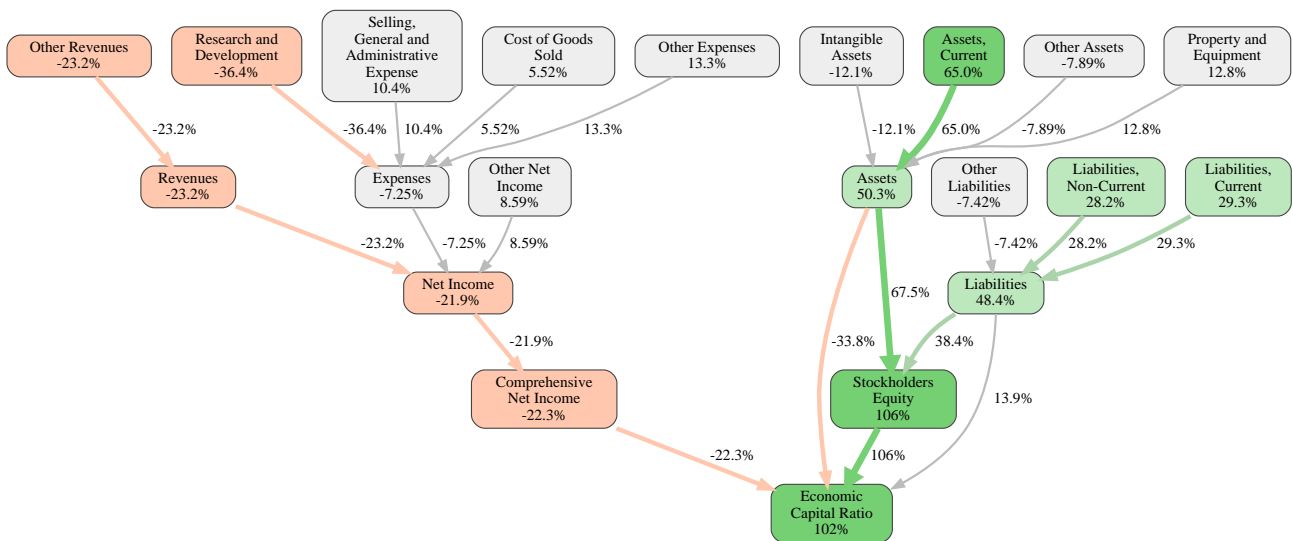 Other Revenues
-23.2%
Research and
Development
-36.4%
Selling,
General and
Administrative
Expense
10.4%
Cost of Goods
Sold
5.52%
Other Expenses
13.3%
Intangible
Assets
-12.1%
Assets,
Current
65.0%
Other Assets
-7.89%
Property and
Equipment
12.8%
-23.2%
-36.4%
10.4%
5.52%
13.3%
-12.1%
65.0%
-7.89%
12.8%
Revenues
-23.2%
Expenses
-7.25%
Other Net
Income
8.59%
Assets
50.3%
Other
Liabilities
-7.42%
Liabilities,
Non-Current
28.2%
Liabilities,
Current
29.3%
-23.2%
-7.25%
8.59%
-7.42%
28.2%
29.3%
Net Income
-21.9%
67.5%
Liabilities
48.4%
-21.9%
-33.8%
38.4%
Comprehensive
Net Income
-22.3%
Stockholders
Equity
106%
13.9%
-22.3%
106%
Economic
Capital Ratio
102%